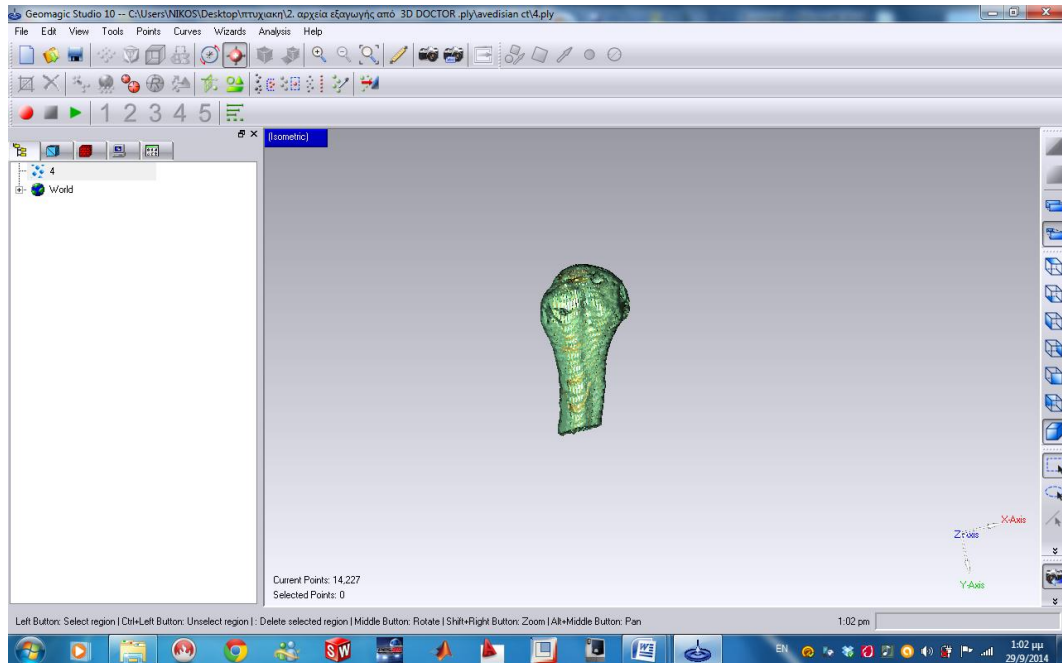 Geomagic Studio 10 -- C:\Users\NIKOS\Desktop\πτυχιακη\2. αρχεία εξαγωγής από 3D DOCTOR .ply\avedisian ct\4.ply
File Edit View Tools Points Curves Wizards Analysis Help
1 2 3 4 5
(Isometric)
4
World
X-Axis
Z-Axis
Y-Axis
Current Points: 14,227
Selected Points: 0
Left Button: Select region | Ctrl+Left Button: Unselect region | : Delete selected region | Middle Button: Rotate | Shift+Right Button: Zoom | Alt+Middle Button: Pan
1:02 pm
EN
1:02 μμ
29/9/2014